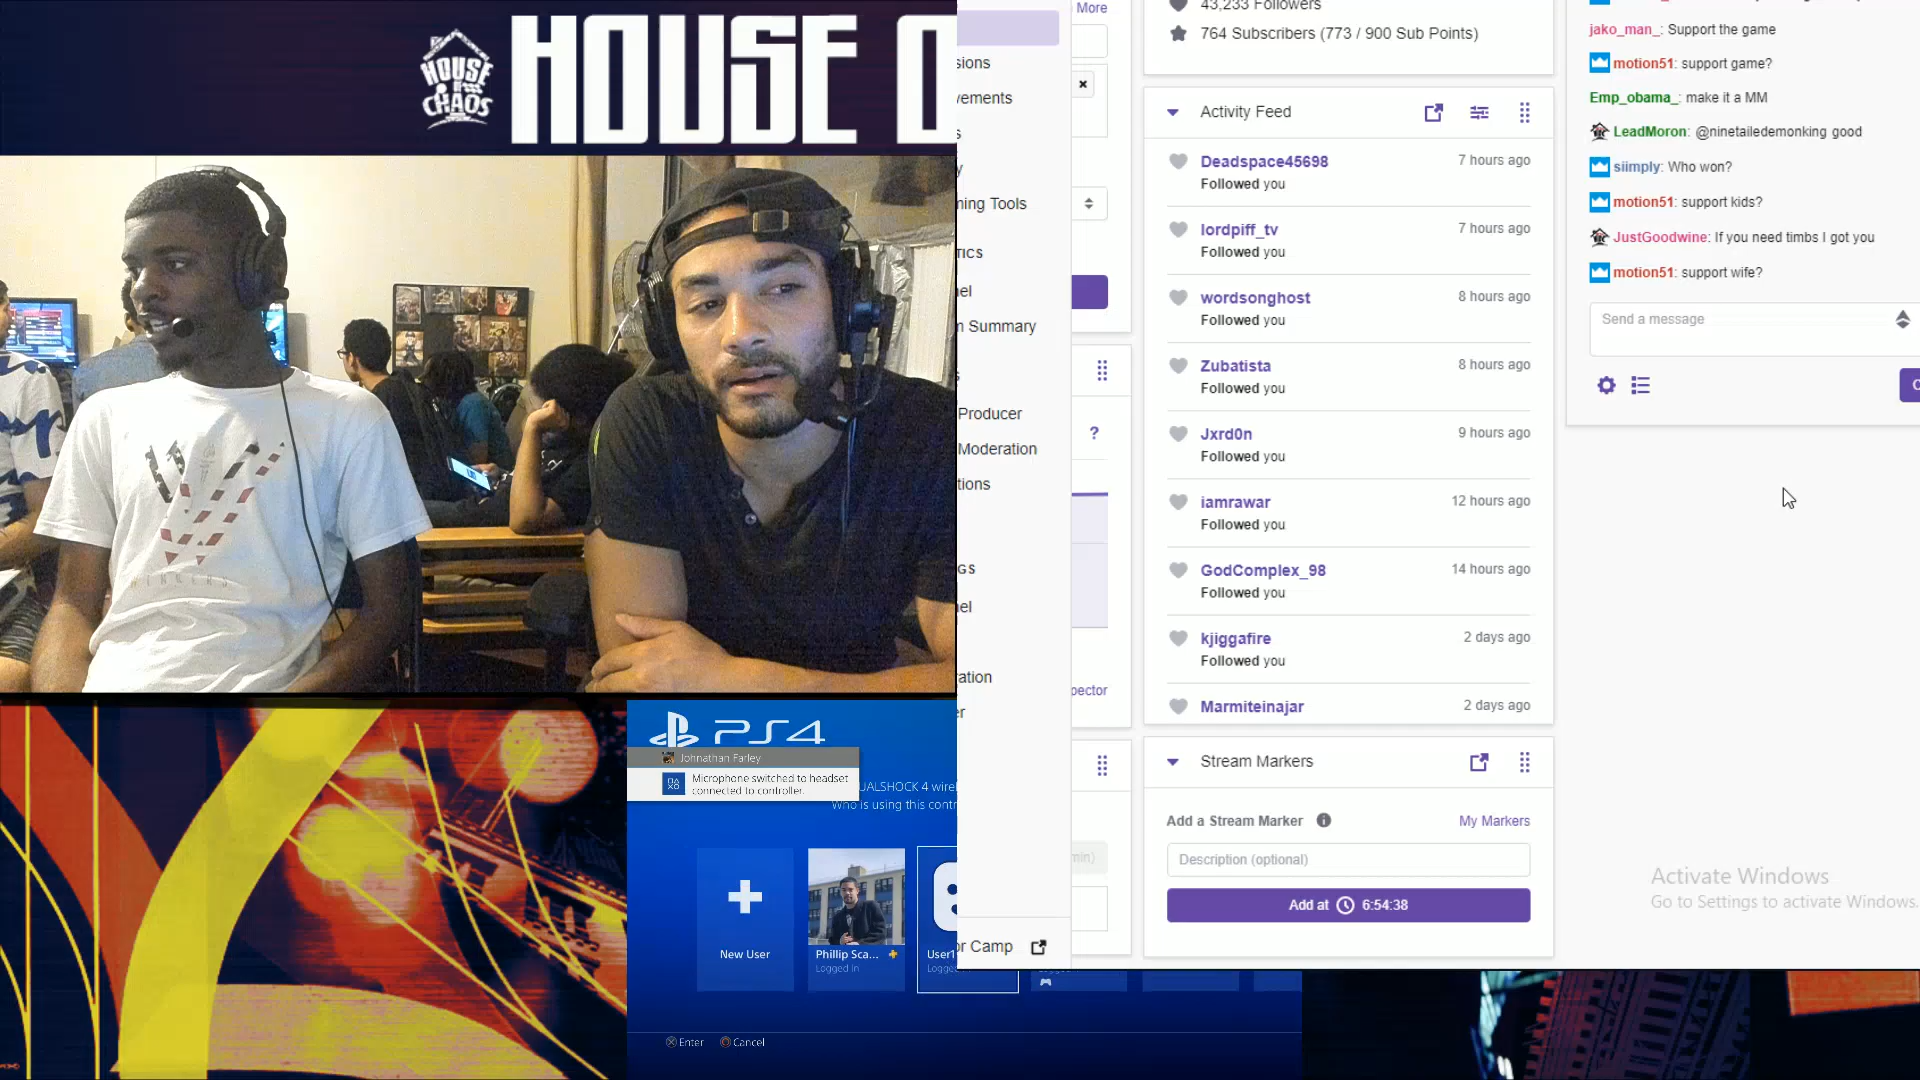 HOUSE
HOUSE
CHAOS
More
43,233 Followers
764 Subscribers (773 / 900 Sub Points)
Activity Feed
Deadspace45698
7 hours ago
Followed you
lordpiff_tv
7 hours ago
Followed you
wordsonghost
8 hours ago
Followed you
Zubatista
8 hours ago
Followed you
Jxrd0n
9 hours ago
Followed you
iamrawar
12 hours ago
Followed you
GodComplex_98
14 hours ago
Followed you
kjiggafire
2 days ago
Followed you
Marmiteinajar
2 days ago
Stream Markers
Add a Stream Marker
My Markers
Description (optional)
Add at 6:54:38
jako_man_: Support the game
motion51: support game?
Emp_obama_: make it a MM
LeadMoron: @ninetailedemonking good
siimply: Who won?
motion51: support kids?
JustGoodwine: If you need timbs I got you
motion51: support wife?
Send a message
Activate Windows
Go to Settings to activate Windows.
sions
vements
ming Tools
Summary
Producer
Moderation
tions
ration
pector
?
min)
or Camp
PS4
Johnathan Farley
Microphone switched to headset
connected to controller.
UALSHOCK 4 wirel
Who is using this contr
New User
Phillip Sca...
Logged in
User1
Logge
Enter
Cancel